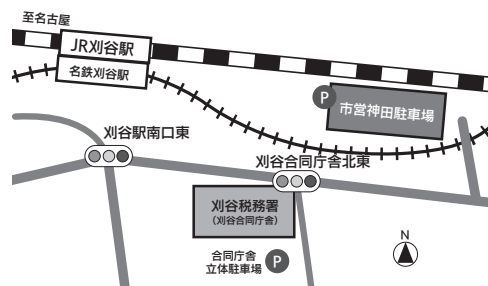 至名古屋
JR刈谷駅
名鉄刈谷駅
P
市営神田駐車場
刈谷駅南口東
刈谷合同庁舎北東
刈谷税務署
(刈谷合同庁舎)
合同庁舎
立体駐車場
P
N